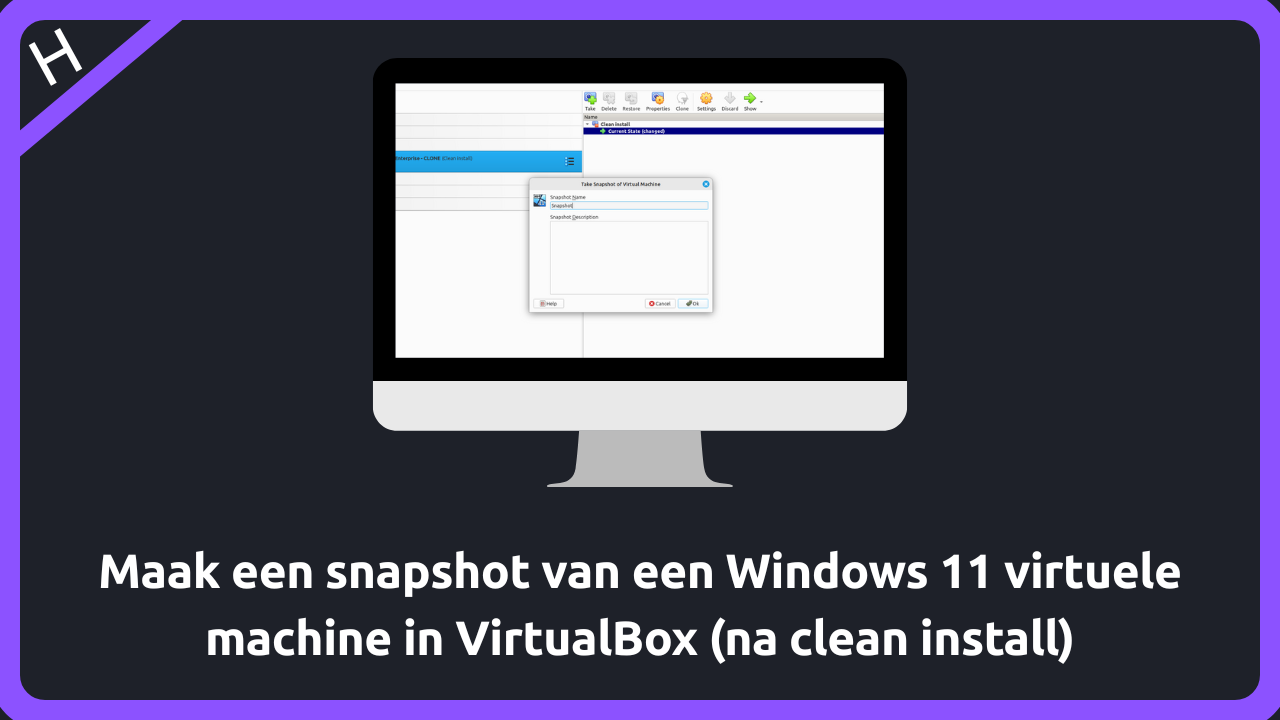 H
Take Delete Restore Properties Clone Settings Discard Show
Name
Clean install
Current State (changed)
Enterprise - CLONE (Clean install)
Take Snapshot of Virtual Machine
Snapshot Name
Snapshot
Snapshot Description
Help Cancel Ok
Maak een snapshot van een Windows 11 virtuele
machine in VirtualBox (na clean install)